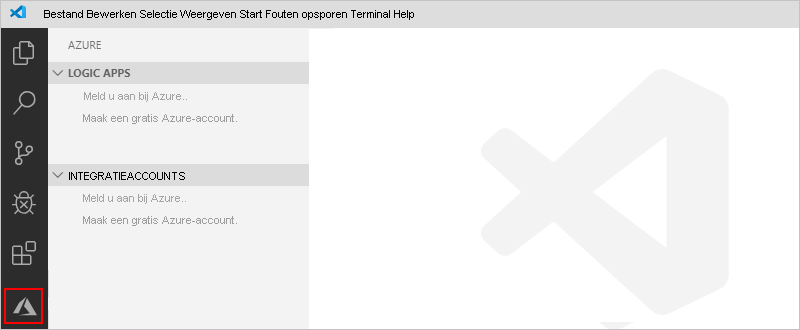 Bestand Bewerken Selectie Weergeven Start Fouten opsporen Terminal Help
AZURE
LOGIC APPS
Meld u aan bij Azure..
Maak een gratis Azure-account.
INTEGRATIEACCOUNTS
Meld u aan bij Azure..
Maak een gratis Azure-account.